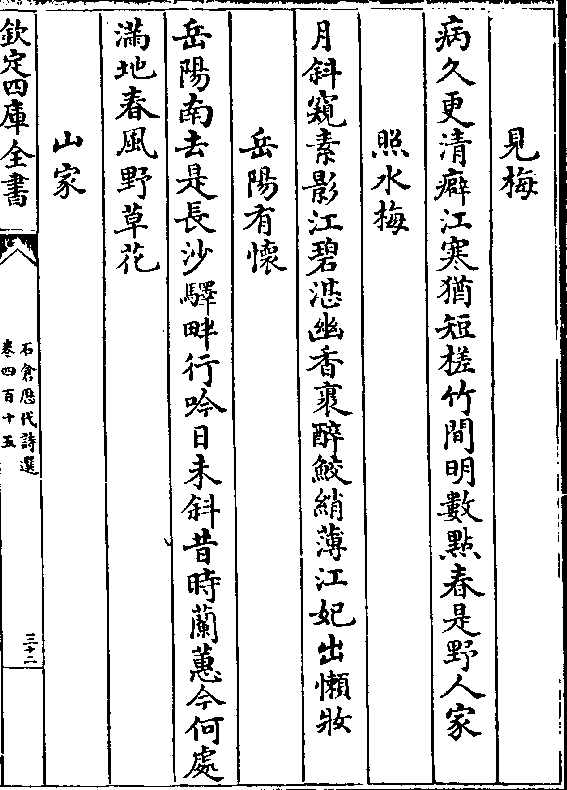 見梅
病久更清癖江寒猶短槎竹間明數點春是野人家
照水梅
月斜窺素影江碧湛幽香裛醉鮫綃薄江妃出懶妝
岳陽有懷
岳陽南去是長沙驛畔行吟日未斜昔時蘭蕙今何處
滿地春風野草花
山家
欽定四庫全書
石倉歷代詩選
卷四百十五
三十二